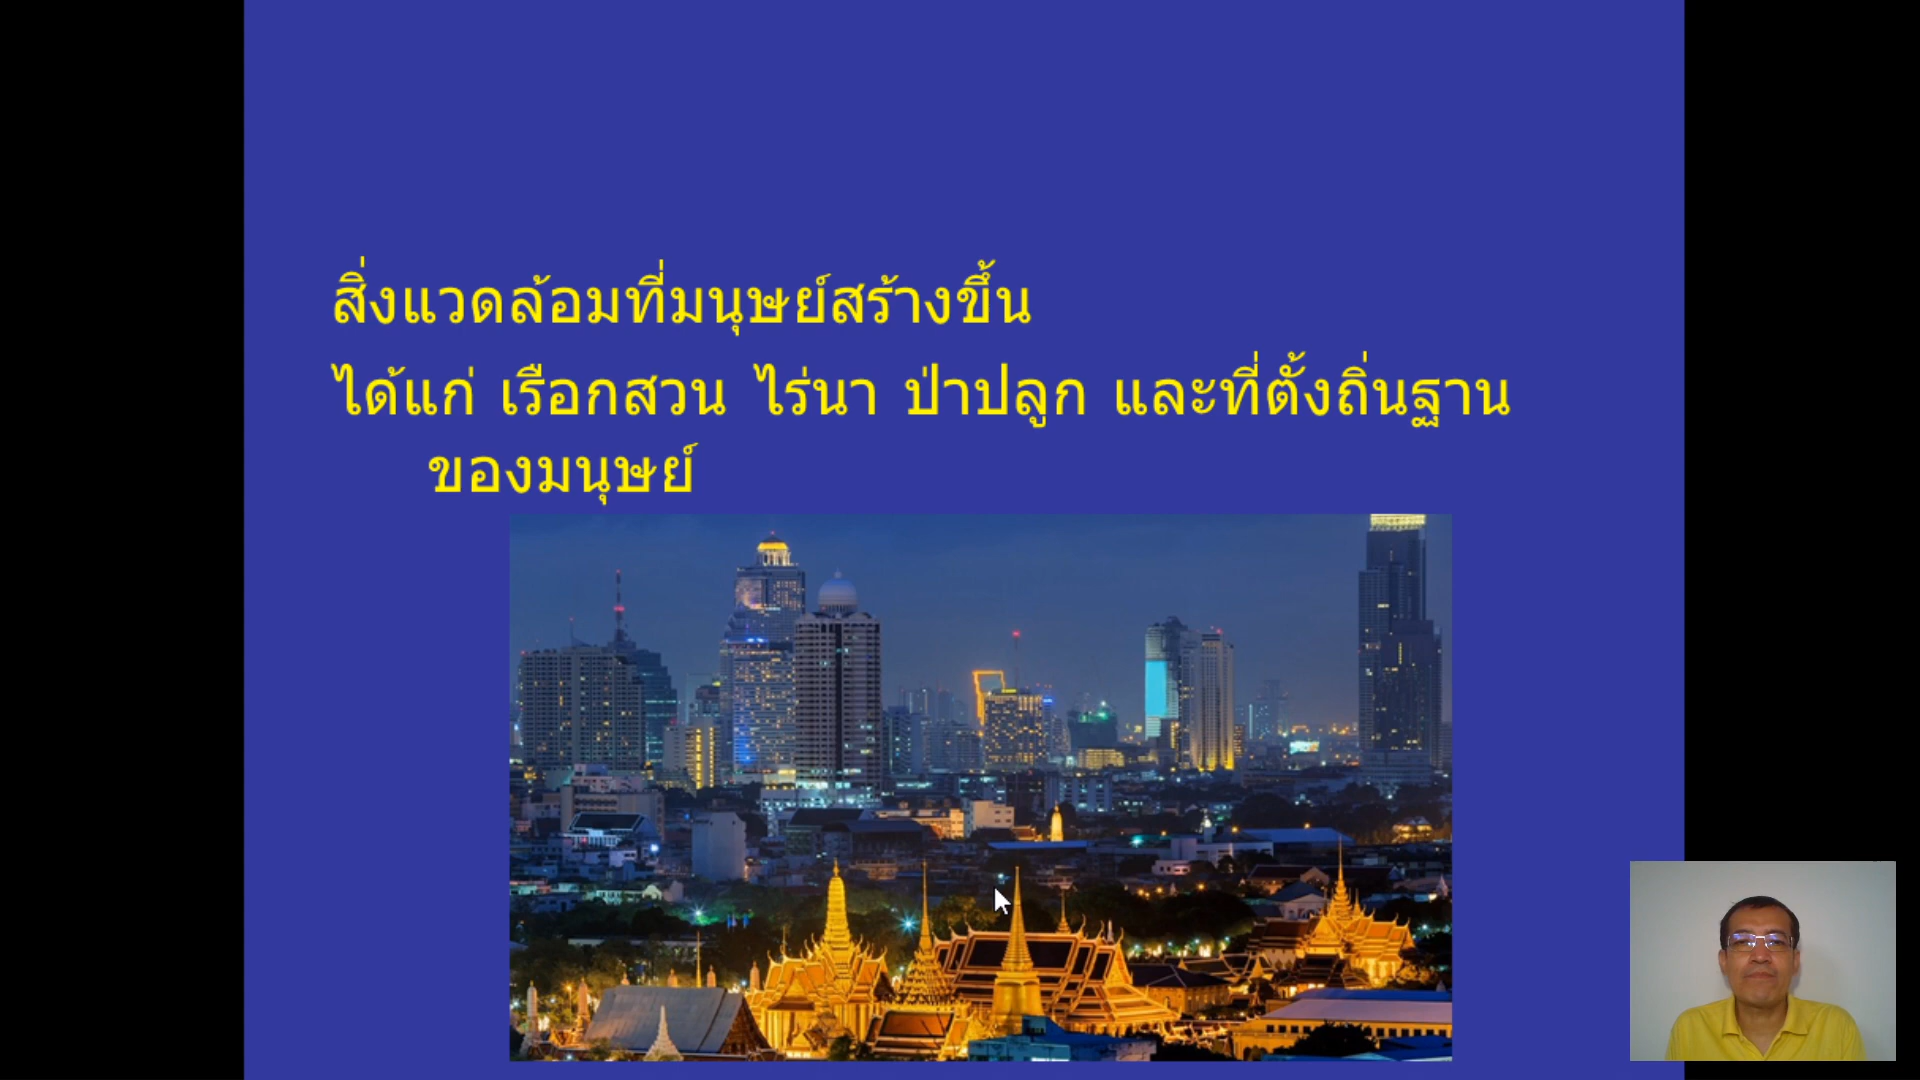 สิ่งแวดล้อมที่มนุษย์สร้างขึ้น
ได้แก่ เรือกสวน ไร่นา ป่าปลูก และที่ตั้งถิ่นฐาน
ของมนุษย์